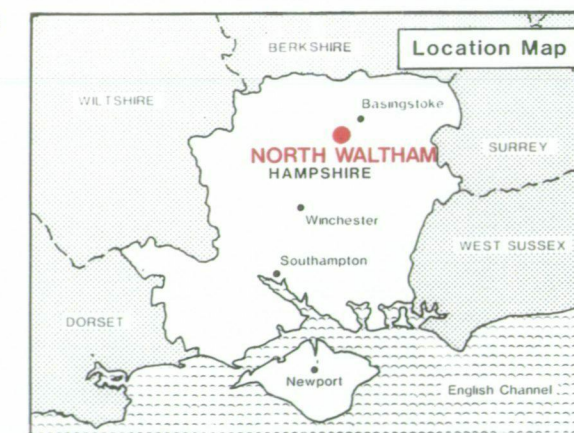 BERKSHIRE
Location Map
WILTSHIRE
Basingstoke
NORTH WALTHAM
SURREY
HAMPSHIRE
Winchester
WEST SUSSEX
Southampton
DORSET
Newport
English Channel